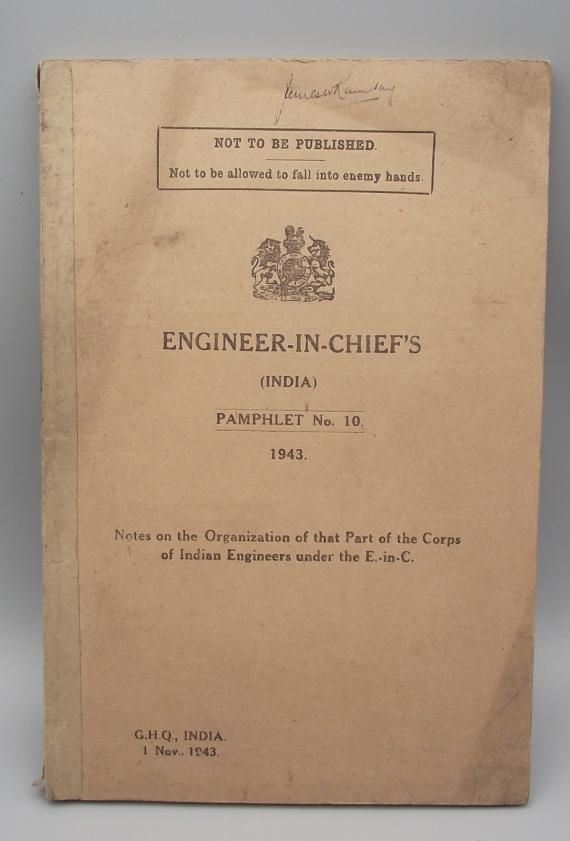 James W Ramsay
NOT TO BE PUBLISHED.
Not to be allowed to fall into enemy hands.
ENGINEER-IN-CHIEF'S
(INDIA)
PAMPHLET No. 10.
1943.
Notes on the Organization of that Part of the Corps
of Indian Engineers under the E.-in-C.
G.H.Q., INDIA.
1 Nov., 1943.